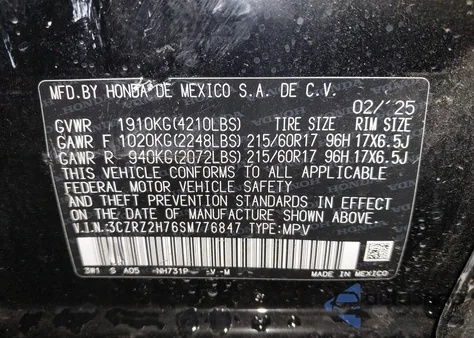 MFD.BY HONDA DE MEXICO S.A. DE C.V.
02/'25
GVWR 1910KG(4210LBS) TIRE SIZE RIM SIZE
GAWR F 1020KG(2248LBS) 215/60R17 96H 17X6.5J
GAWR R 940KG(2072LBS) 215/60R17 96H 17X6.5J
THIS VEHICLE CONFORMS TO ALL APPLICABLE
FEDERAL MOTOR VEHICLE SAFETY
AND THEFT PREVENTION STANDARDS IN EFFECT
ON THE DATE OF MANUFACTURE SHOWN ABOVE.
V.I.N.:3CZRZ2H76SM776847 TYPE:MPV
3W1 S A05 NH731P V-M MADE IN MEXICO